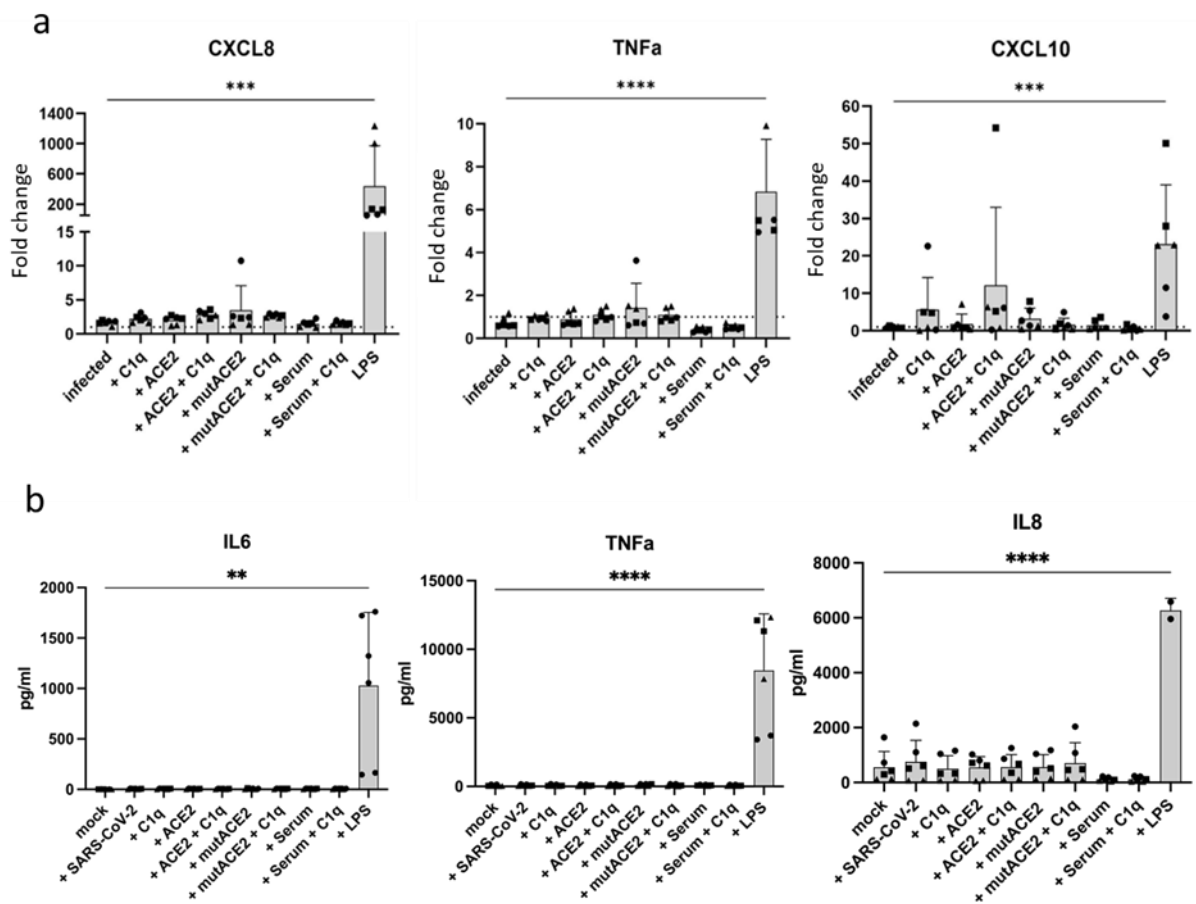 a
CXCL8
***
Fold change
1400
1000
600
200
15
10
5
0
infected
+ C1q
+ ACE2
+ ACE2 + C1q
+ mutACE2
+ mutACE2 + C1q
+ Serum
+ Serum + C1q
LPS
TNFa
****
Fold change
10
8
6
4
2
0
infected
+ C1q
+ ACE2
+ ACE2 + C1q
+ mutACE2
+ mutACE2 + C1q
+ Serum
+ Serum + C1q
LPS
CXCL10
***
Fold change
60
50
40
30
20
10
0
infected
+ C1q
+ ACE2
+ ACE2 + C1q
+ mutACE2
+ mutACE2 + C1q
+ Serum
+ Serum + C1q
LPS
b
IL6
**
pg/ml
2000
1500
1000
500
0
mock
+ SARS-CoV-2
+ C1q
+ ACE2
+ ACE2 + C1q
+ mutACE2
+ mutACE2 + C1q
+ Serum
+ Serum + C1q
+ LPS
TNFa
****
pg/ml
15000
10000
5000
0
mock
+ SARS-CoV-2
+ C1q
+ ACE2
+ ACE2 + C1q
+ mutACE2
+ mutACE2 + C1q
+ Serum
+ Serum + C1q
+ LPS
IL8
****
pg/ml
8000
6000
4000
2000
0
mock
+ SARS-CoV-2
+ C1q
+ ACE2
+ ACE2 + C1q
+ mutACE2
+ mutACE2 + C1q
+ Serum
+ Serum + C1q
+ LPS